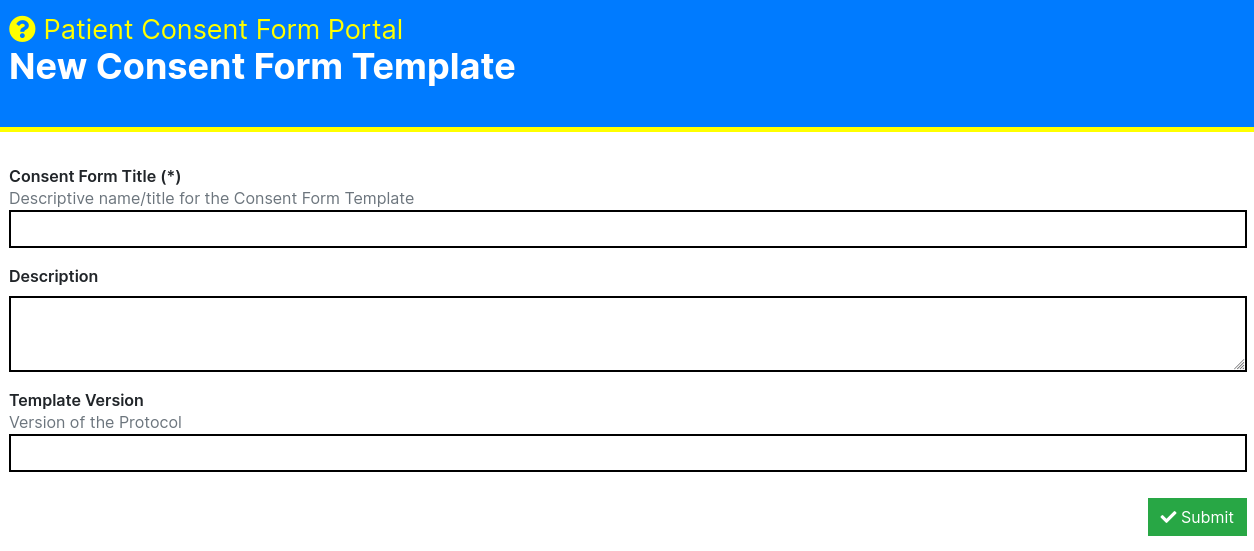 Patient Consent Form Portal
New Consent Form Template
Consent Form Title (*)
Descriptive name/title for the Consent Form Template
Description
Template Version
Version of the Protocol
Submit